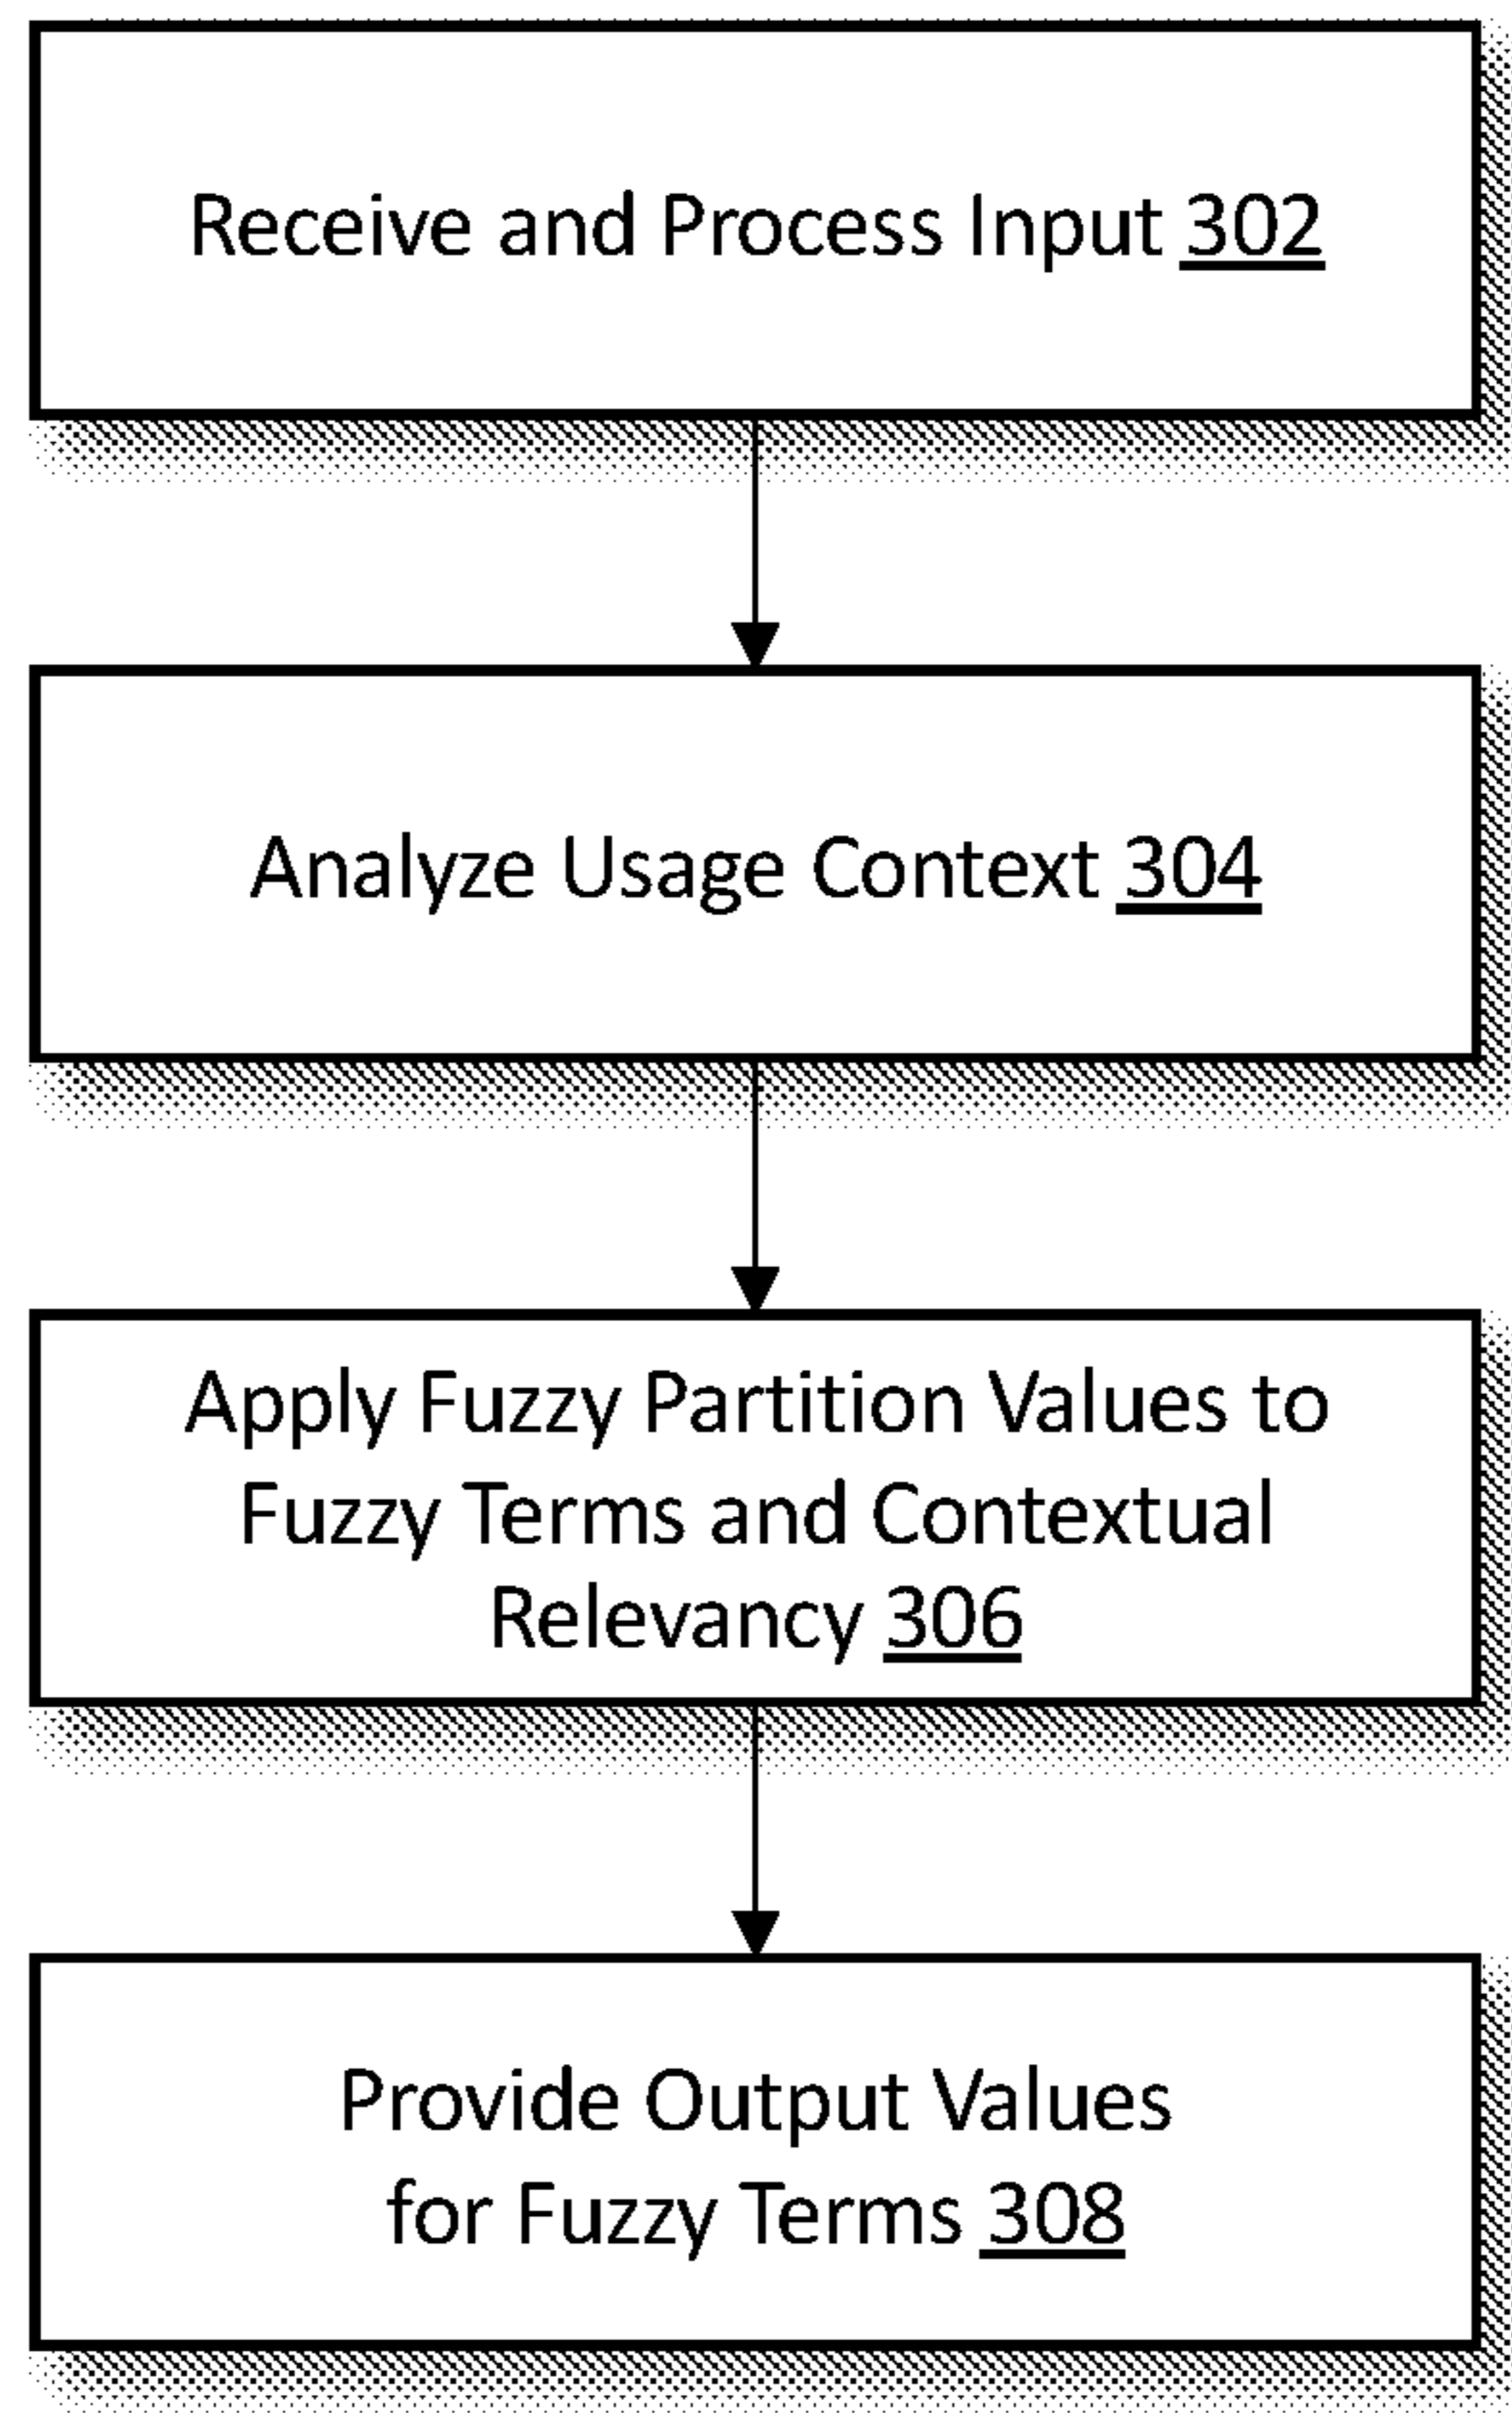 Receive and Process Input 302
Analyze Usage Context 304
Apply Fuzzy Partition Values to
Fuzzy Terms and Contextual
Relevancy 306
Provide Output Values
for Fuzzy Terms 308